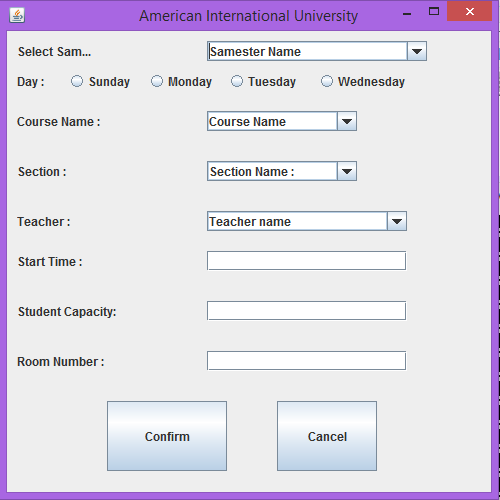 American International University
Select Sam... Samester Name
Day : Sunday Monday Tuesday Wednesday
Course Name : Course Name
Section : Section Name :
Teacher : Teacher name
Start Time :
Student Capacity:
Room Number :
Confirm Cancel